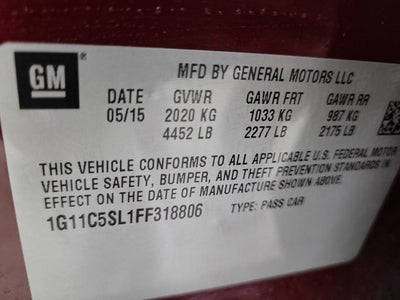 GM
MFD BY GENERAL MOTORS LLC
DATE GVWR GAWR FRT GAWR RR
05/15 2020 KG 1033 KG 987 KG
4452 LB 2277 LB 2175 LB
THIS VEHICLE CONFORMS TO ALL APPLICABLE U.S. FEDERAL MOTOR
VEHICLE SAFETY, BUMPER, AND THEFT PREVENTION STANDARDS IN
EFFECT ON THE DATE OF MANUFACTURE SHOWN ABOVE.
1G11C5SL1FF318806 TYPE: PASS CAR